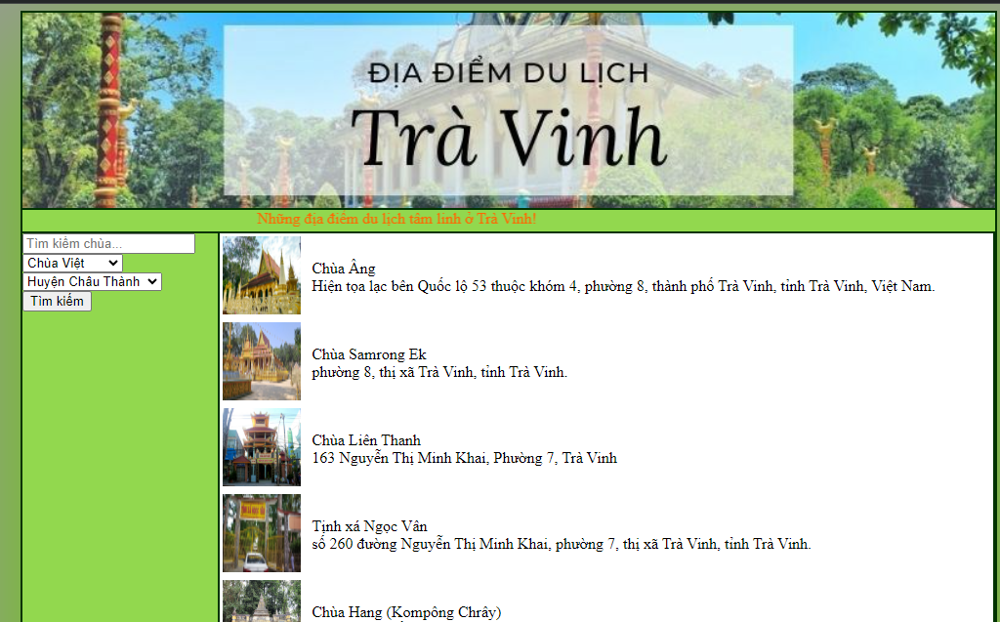 ĐỊA ĐIỂM DU LỊCH
Trà Vinh
Những địa điểm du lịch tâm linh ở Trà Vinh!
Tìm kiếm chùa...
Chùa Việt
Huyện Châu Thành
Tìm kiếm
Chùa Âng
Hiện tọa lạc bên Quốc lộ 53 thuộc khóm 4, phường 8, thành phố Trà Vinh, tỉnh Trà Vinh, Việt Nam.
Chùa Samrong Ek
phường 8, thị xã Trà Vinh, tỉnh Trà Vinh.
Chùa Liên Thanh
163 Nguyễn Thị Minh Khai, Phường 7, Trà Vinh
Tịnh xá Ngọc Vân
số 260 đường Nguyễn Thị Minh Khai, phường 7, thị xã Trà Vinh, tỉnh Trà Vinh.
Chùa Hang (Kompông Chrây)